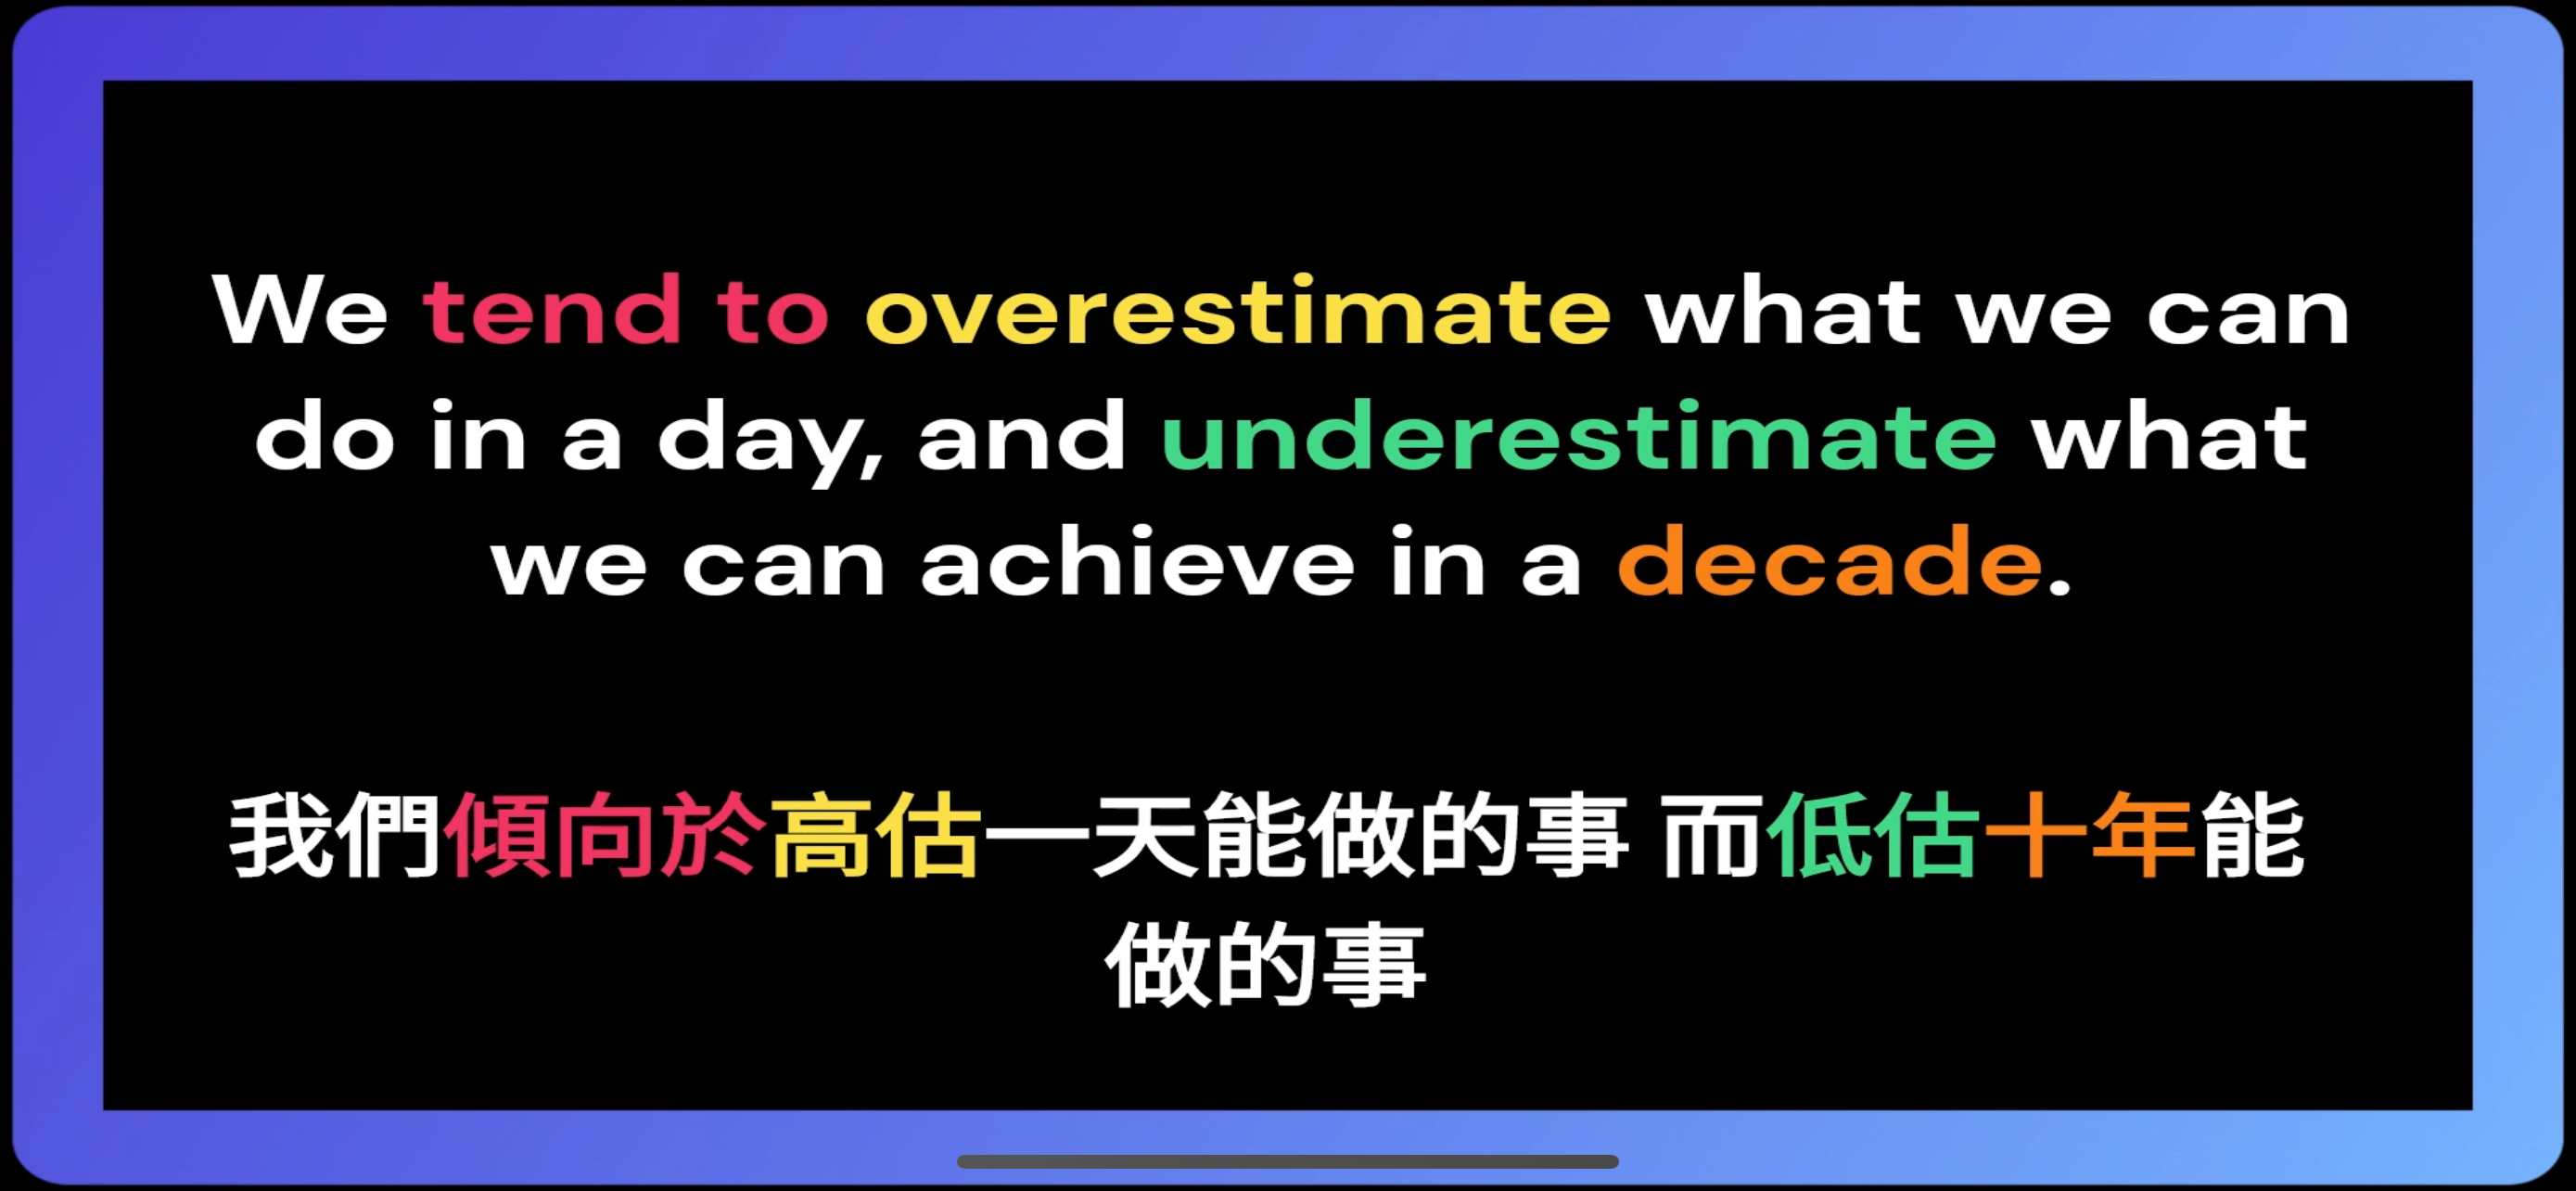 We tend to overestimate what we can
do in a day, and underestimate what
we can achieve in a decade.
我們傾向於高估一天能做的事 而低估十年能
做的事